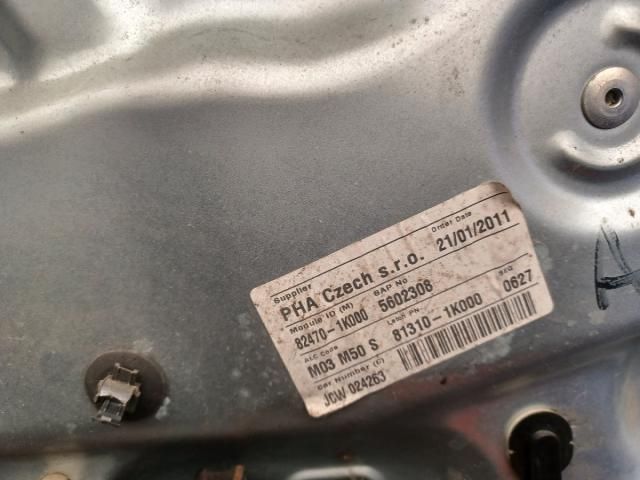 Supplier Order Date
PHA Czech s.r.o. 21/01/2011
Module ID (M) SAP No
82470-1K000 5602308
ALC Code Latch PN SEQ
M03 M50 S 81310-1K000 0627
Car Number (C)
JCW 024263
A